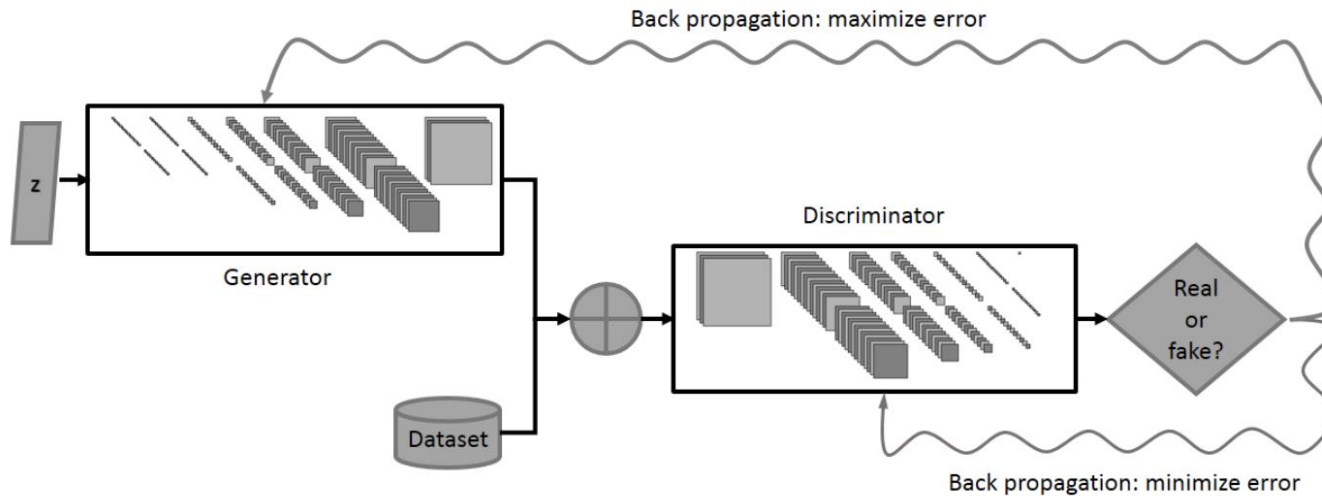 Back propagation: maximize error
z
Generator
Discriminator
Real
or
fake?
Dataset
Back propagation: minimize error